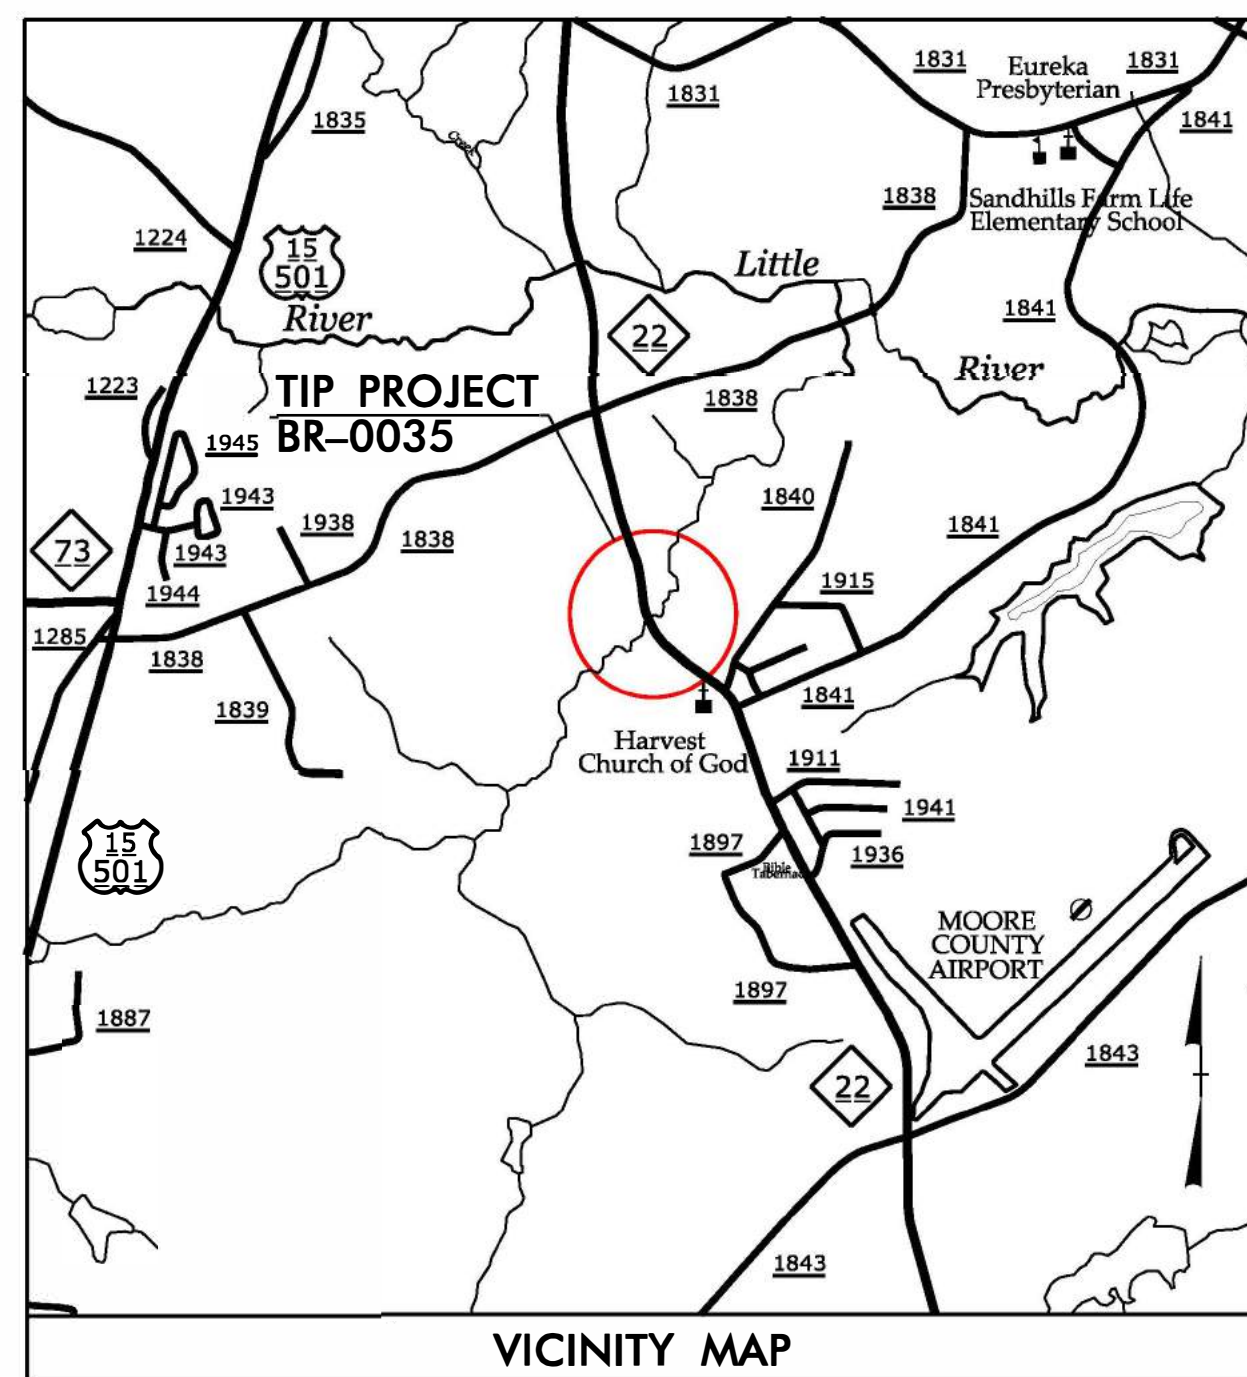 1831
Eureka
Presbyterian
1831
1831
1835
1841
Creek
1838
Sandhills Farm Life
Elementary School
1224
15
501
Little
River
22
1841
River
1223
TIP PROJECT
BR–0035
1838
1945
1943
1840
1938
1838
1841
73
1943
1944
1915
1285
1838
1839
1841
Harvest
Church of God
1911
1941
1897
1936
15
501
Bible
MOORE
COUNTY
AIRPORT
1897
1887
1843
22
1843
VICINITY MAP